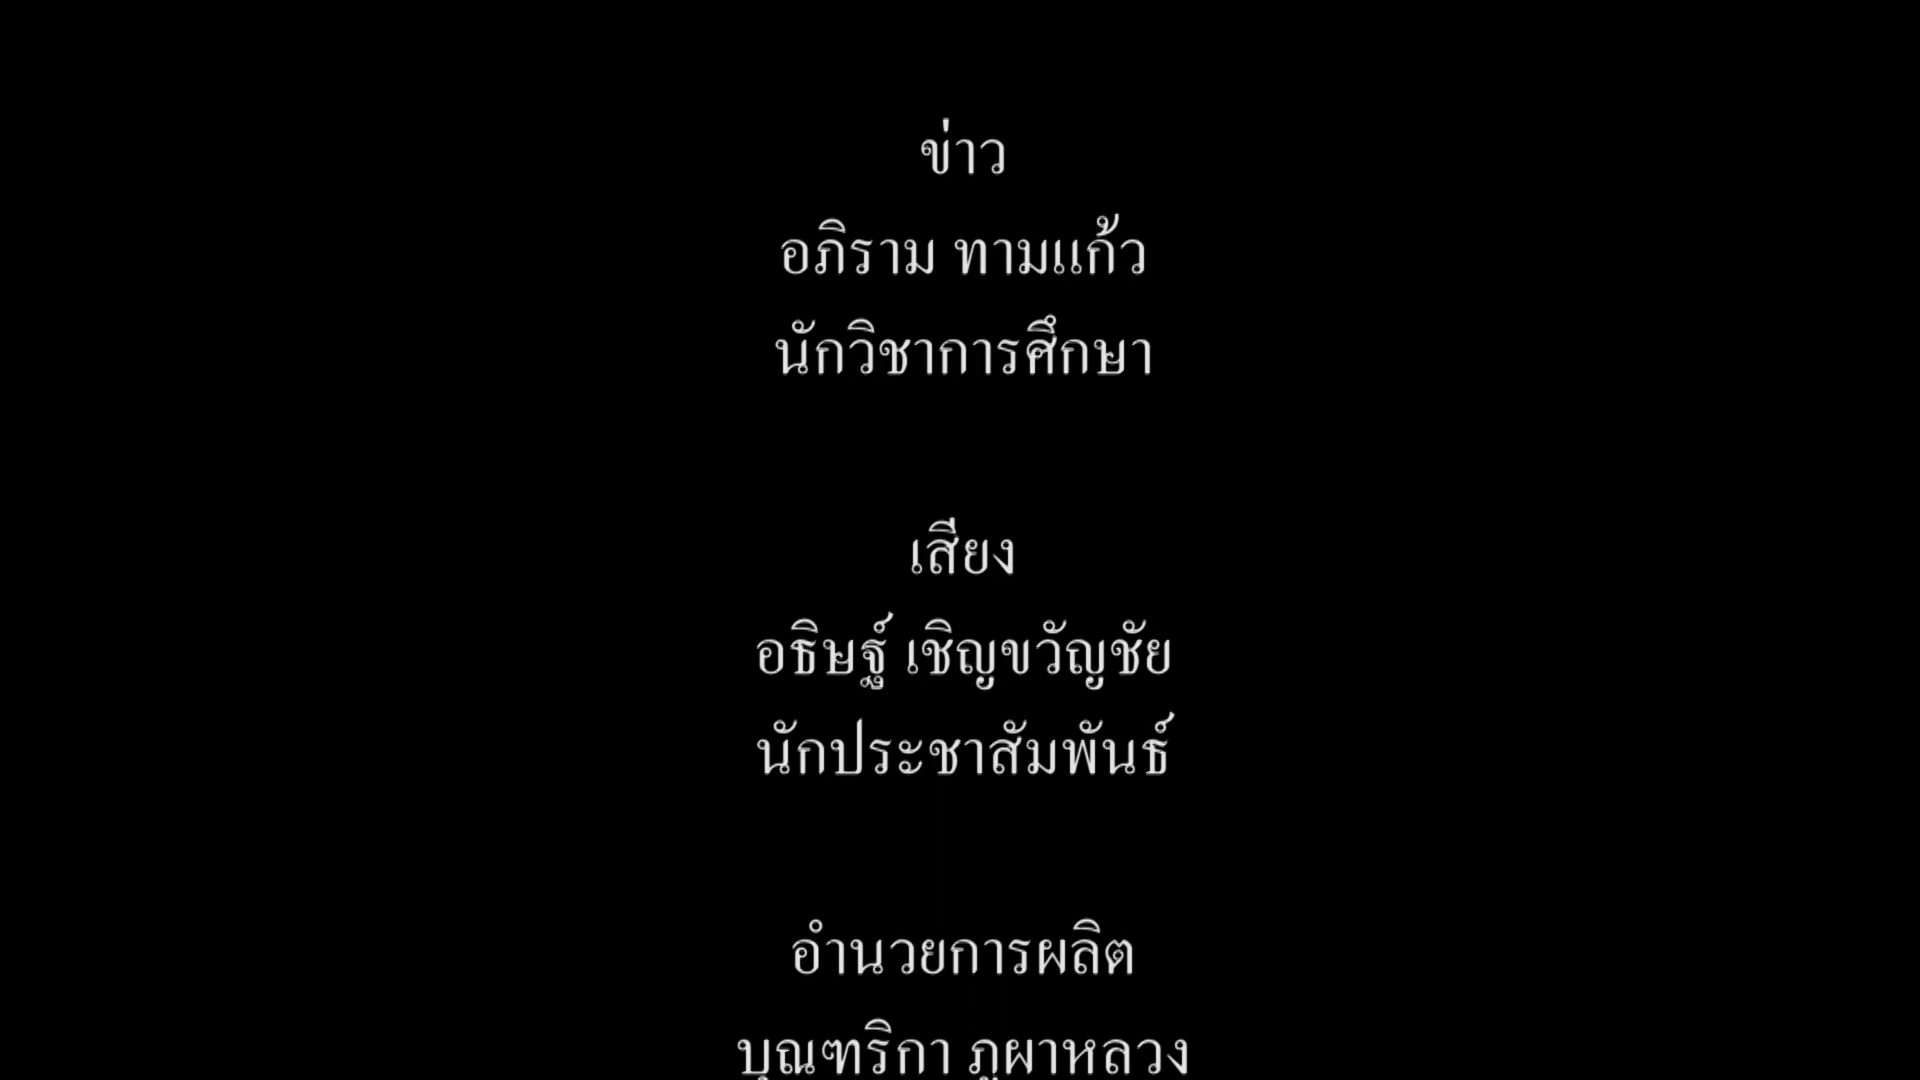 ข่าว
อภิราม ทามแก้ว
นักวิชาการศึกษา
เสียง
อธิษฐ์ เชิญขวัญชัย
นักประชาสัมพันธ์
อำนวยการผลิต
บุณฑริกา ภูผาหลวง